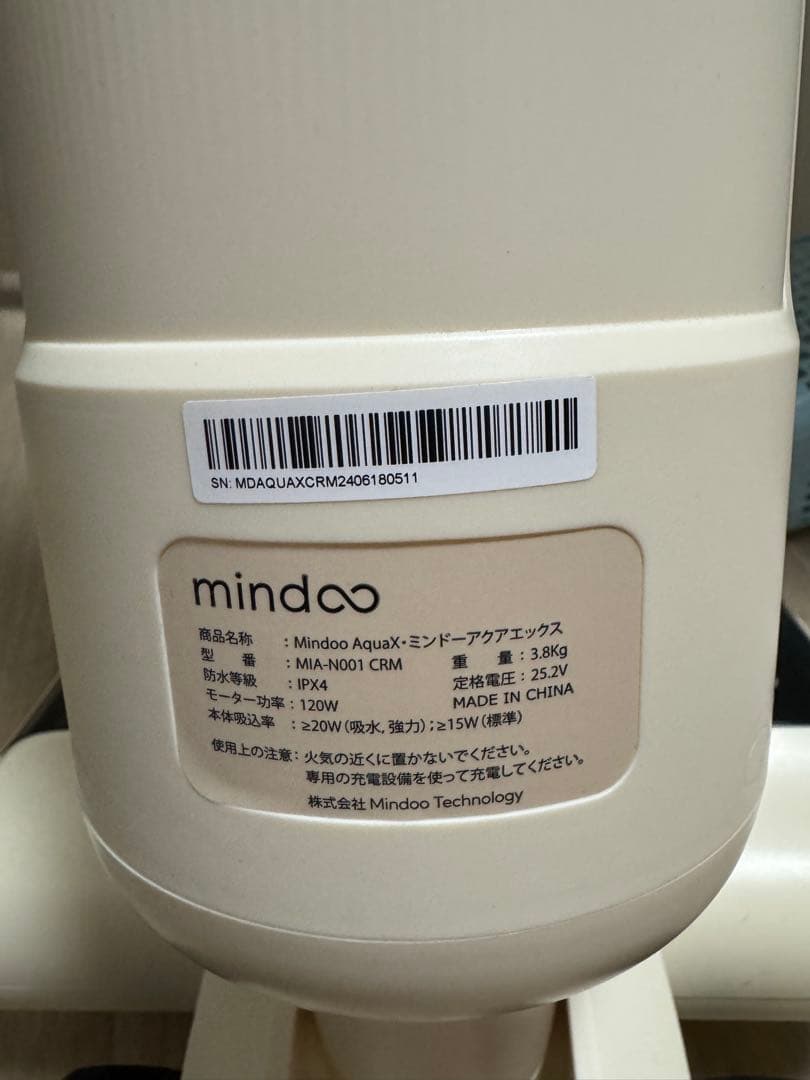 SN: MDAQUAXCRM2406180511
mindoo
商品名称 : Mindoo AquaX・ミンドーアクアエックス
型 番 : MIA-N001 CRM 重 量 : 3.8Kg
防水等級 : IPX4 定格電圧 : 25.2V
モーター功率 : 120W MADE IN CHINA
本体吸込率 : ≥20W(吸水,強力);≥15W(標準)
使用上の注意 : 火気の近くに置かないでください。
専用の充電設備を使って充電してください。
株式会社 Mindoo Technology